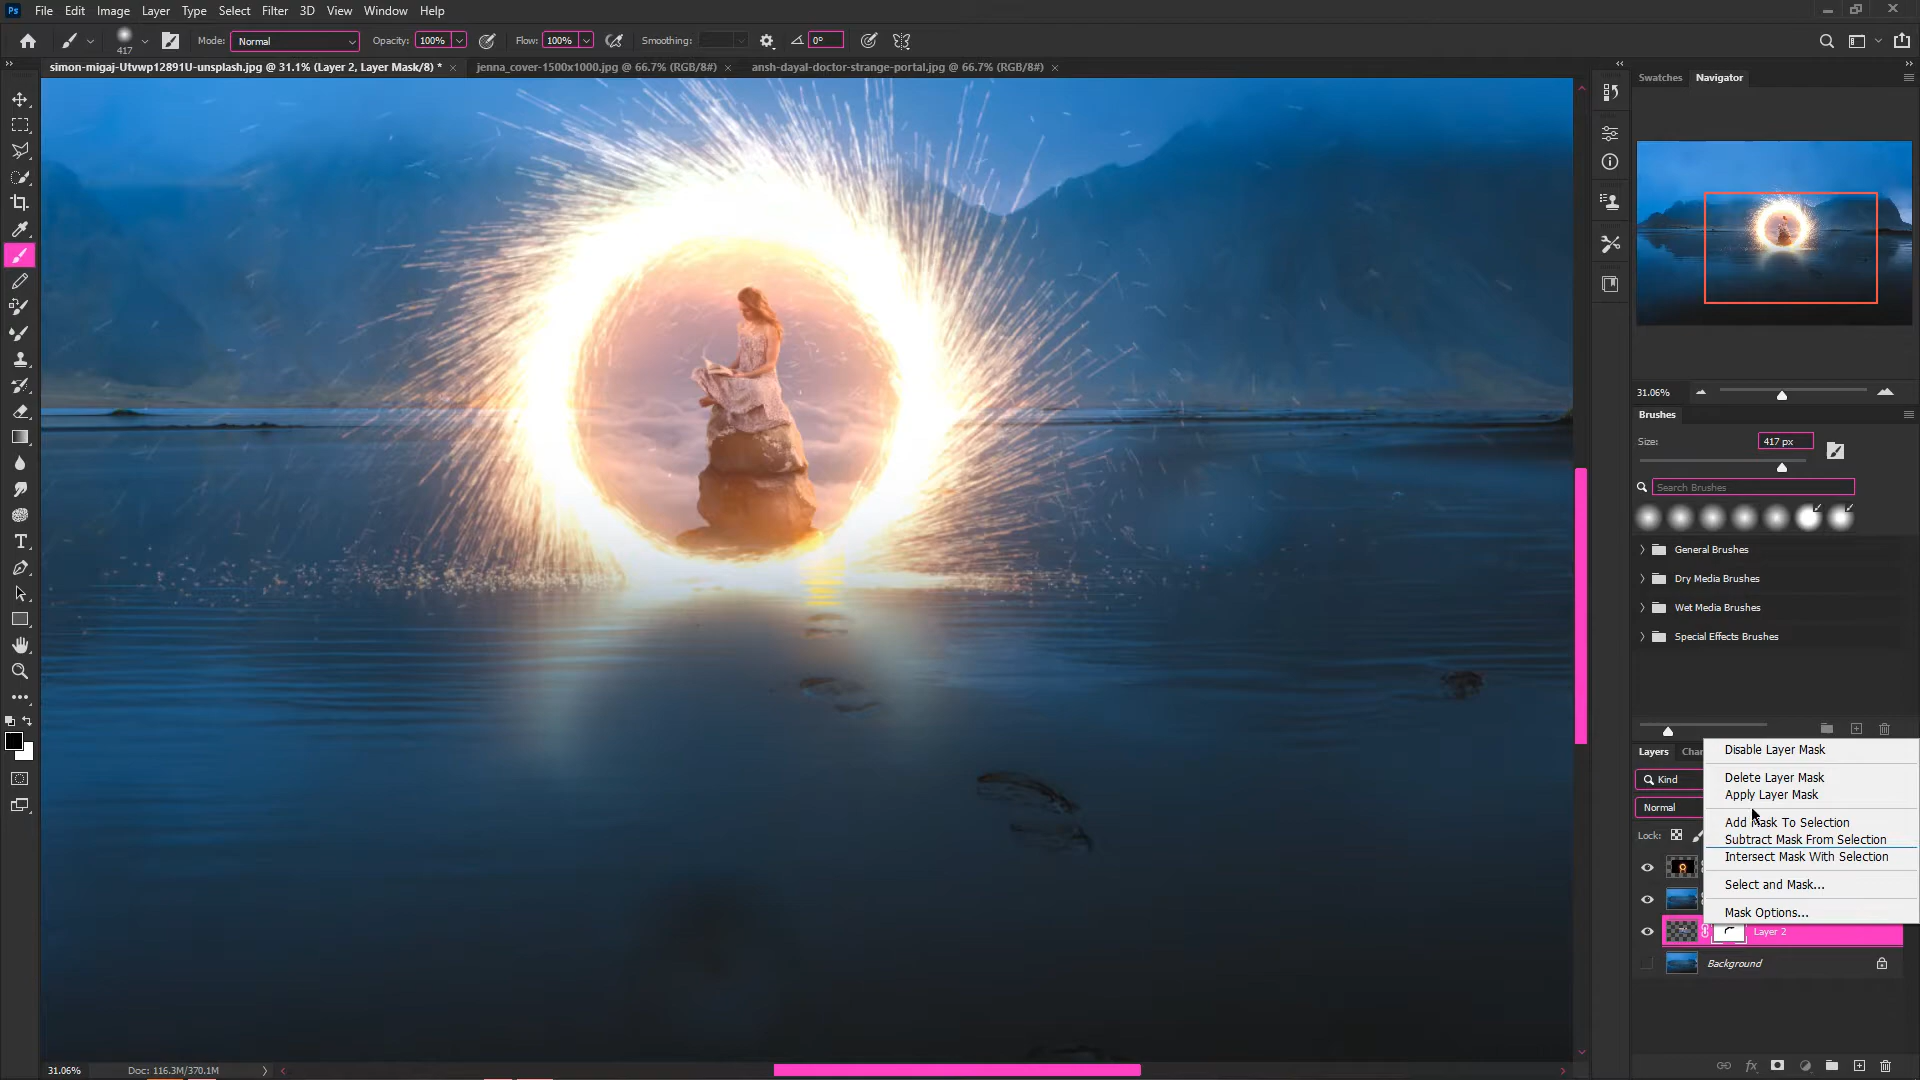 Ps File Edit Image Layer Type Select Filter 3D View Window Help
417 Mode: Normal Opacity: 100% Flow: 100% Smoothing: 0°
simon-migaj-Utvwp12891U-unsplash.jpg @ 31.1% (Layer 2, Layer Mask/8) * × jenna_cover-1500x1000.jpg @ 66.7% (RGB/8#) × ansh-dayal-doctor-strange-portal.jpg @ 66.7% (RGB/8#) ×
Swatches Navigator
31.06%
Brushes
Size: 417 px
Search Brushes
General Brushes
Dry Media Brushes
Wet Media Brushes
Special Effects Brushes
Layers
Kind
Normal
Lock:
Disable Layer Mask
Delete Layer Mask
Apply Layer Mask
Add Mask To Selection
Subtract Mask From Selection
Intersect Mask With Selection
Select and Mask...
Mask Options...
Layer 2
Background
31.06% Doc: 116.3M/370.1M